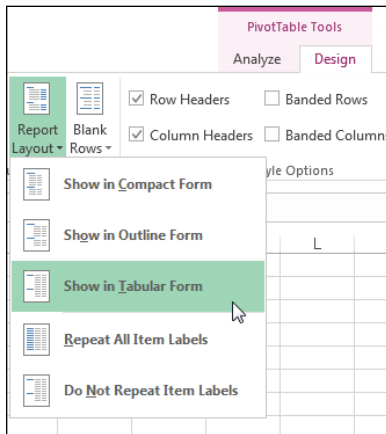 PivotTable Tools
Analyze Design
Report Layout
Blank Rows
Row Headers
Banded Rows
Column Headers
Banded Column
yle Options
Show in Compact Form
Show in Outline Form
Show in Tabular Form
Repeat All Item Labels
Do Not Repeat Item Labels
L